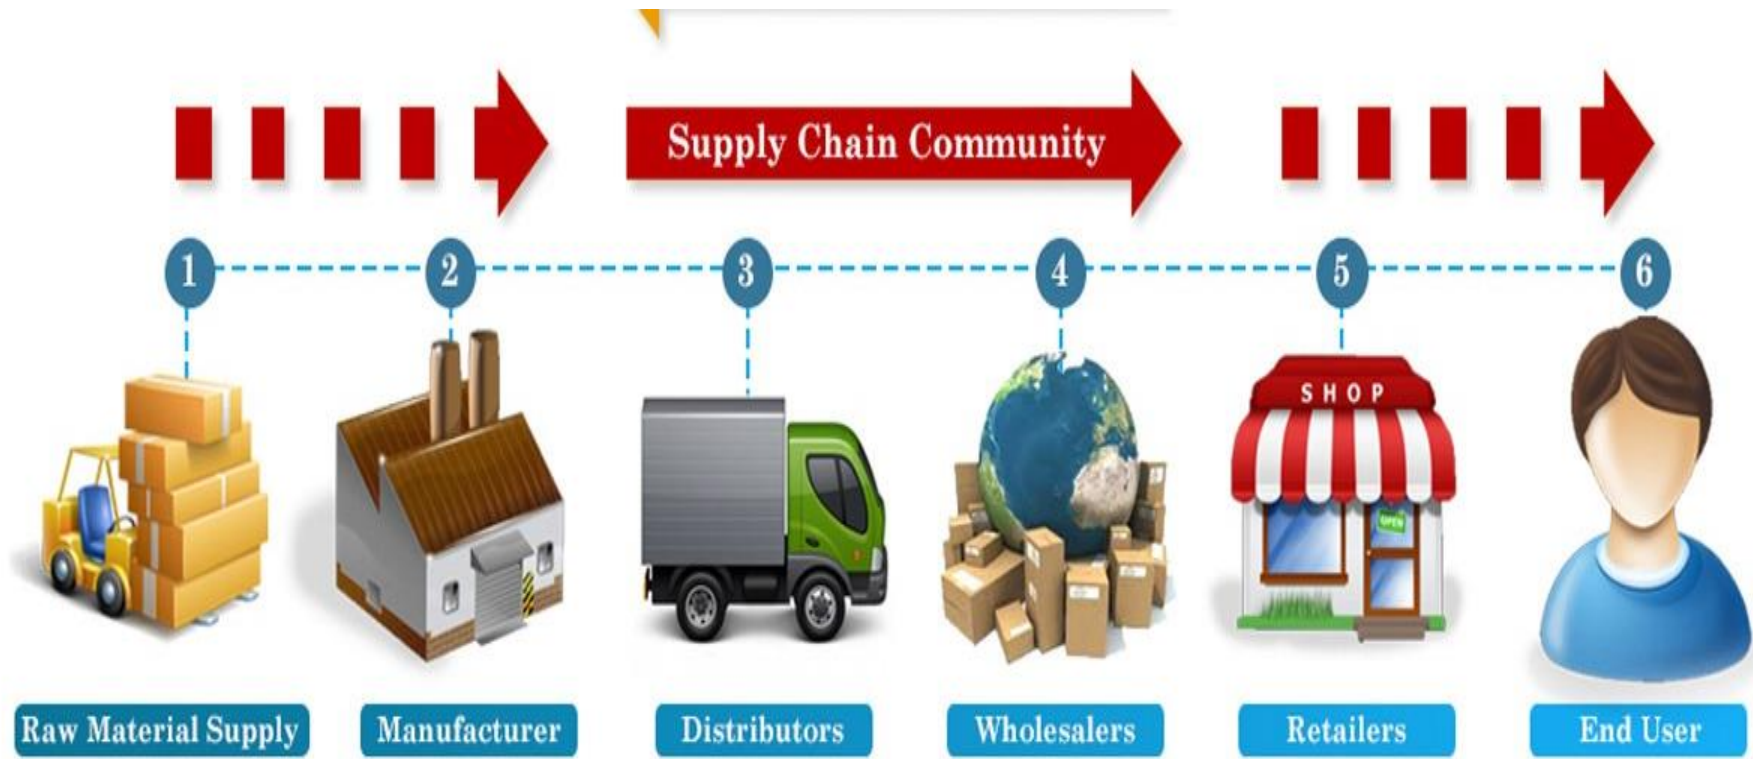 Supply Chain Community
1 2 3 4 5 6
SHOP
OPEN
Raw Material Supply
Manufacturer
Distributors
Wholesalers
Retailers
End User